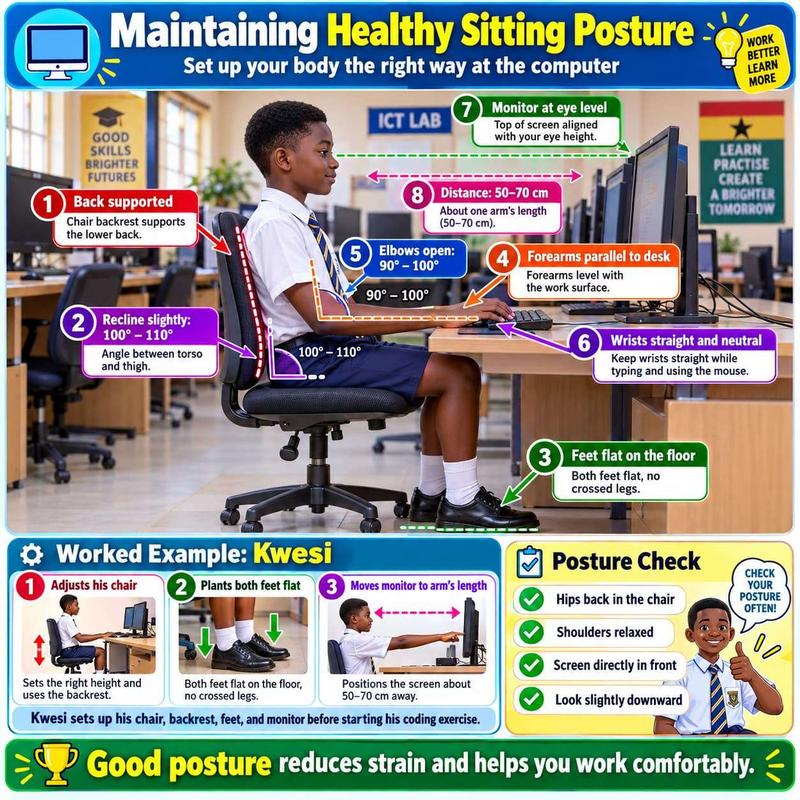 Maintaining Healthy Sitting Posture
Set up your body the right way at the computer
WORK
BETTER
LEARN
MORE
GOOD
SKILLS
BRIGHTER
FUTURES
ICT LAB
LEARN
PRACTISE
CREATE
A BRIGHTER
TOMORROW
1 Back supported
Chair backrest supports
the lower back.
2 Recline slightly:
100° – 110°
Angle between torso
and thigh.
100° – 110°
3 Feet flat on the floor
Both feet flat, no
crossed legs.
4 Forearms parallel to desk
Forearms level with
the work surface.
5 Elbows open:
90° – 100°
90° – 100°
6 Wrists straight and neutral
Keep wrists straight while
typing and using the mouse.
7 Monitor at eye level
Top of screen aligned
with your eye height.
8 Distance: 50–70 cm
About one arm's length
(50–70 cm).
Worked Example: Kwesi
1 Adjusts his chair
Sets the right height and
uses the backrest.
2 Plants both feet flat
Both feet flat on the floor,
no crossed legs.
3 Moves monitor to arm's length
Positions the screen about
50–70 cm away.
Kwesi sets up his chair, backrest, feet, and monitor before starting his coding exercise.
Posture Check
Hips back in the chair
Shoulders relaxed
Screen directly in front
Look slightly downward
CHECK
YOUR
POSTURE
OFTEN!
Good posture reduces strain and helps you work comfortably.